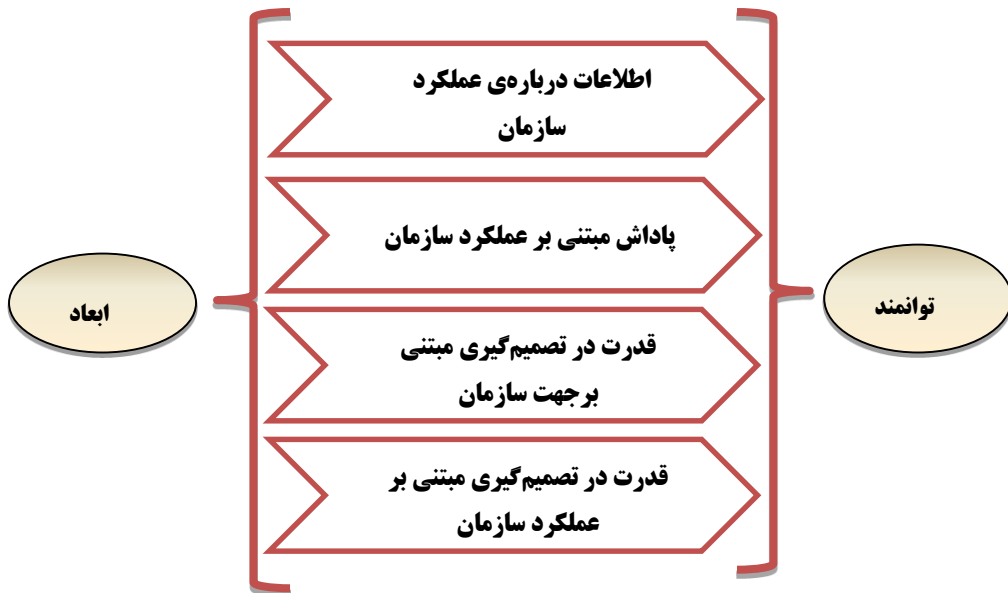 توانمند
اطلاعات درباره‌ی عملکرد
سازمان
پاداش مبتنی بر عملکرد سازمان
قدرت در تصمیم‌گیری مبتنی
برجهت سازمان
قدرت در تصمیم‌گیری مبتنی بر
عملکرد سازمان
ابعاد